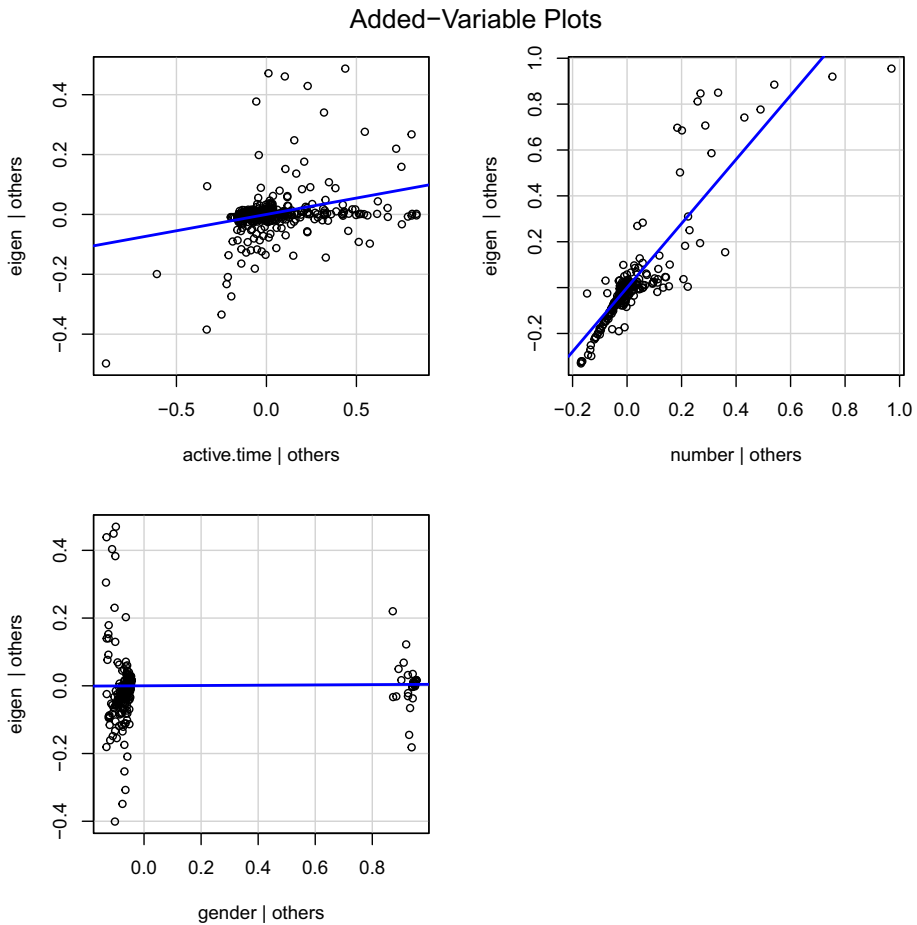 Added−Variable Plots
eigen | others
0.4
0.2
0.0
−0.2
−0.4
−0.5 0.0 0.5
active.time | others
eigen | others
1.0
0.8
0.6
0.4
0.2
−0.2
−0.2 0.0 0.2 0.4 0.6 0.8 1.0
number | others
eigen | others
0.4
0.2
0.0
−0.2
−0.4
0.0 0.2 0.4 0.6 0.8
gender | others